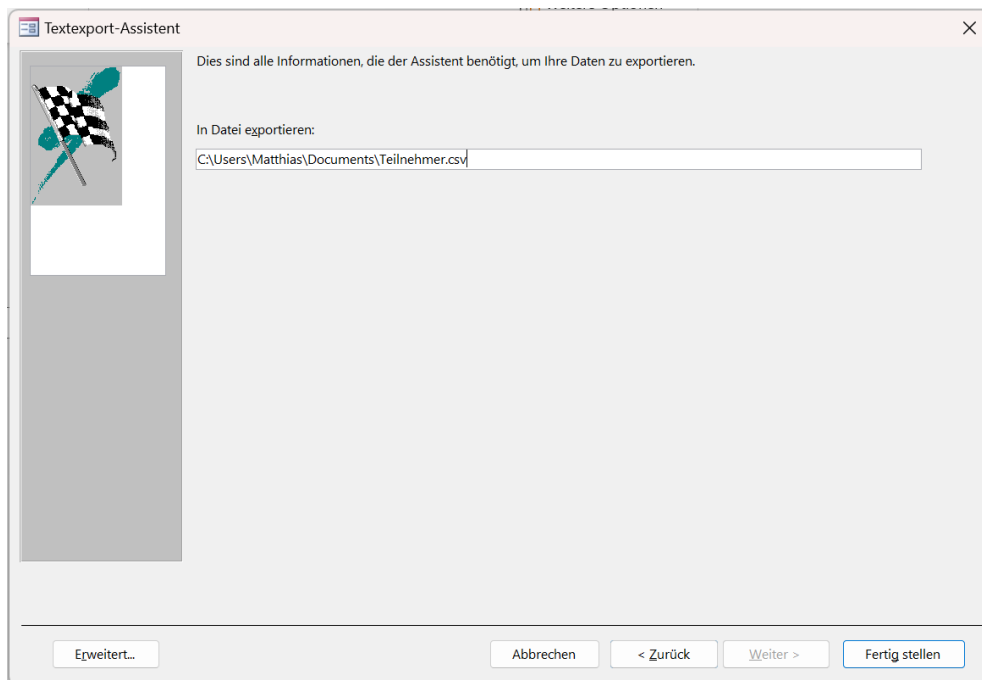 Textexport-Assistent
Dies sind alle Informationen, die der Assistent benötigt, um Ihre Daten zu exportieren.
In Datei exportieren:
C:\Users\Matthias\Documents\Teilnehmer.csv
Erweitert...
Abbrechen
< Zurück
Weiter >
Fertig stellen